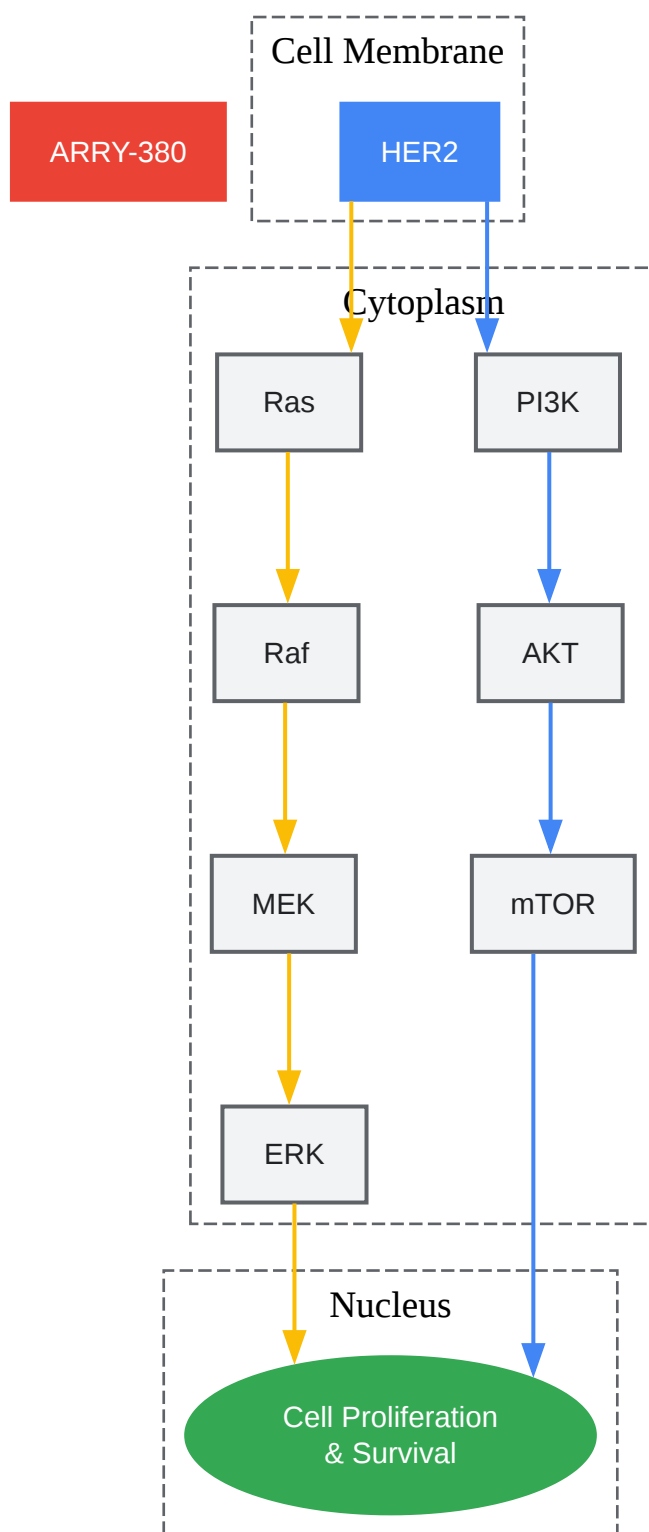 Cell Membrane
ARRY-380
HER2
Cytoplasm
Ras
PI3K
Raf
AKT
MEK
mTOR
ERK
Nucleus
Cell Proliferation
& Survival